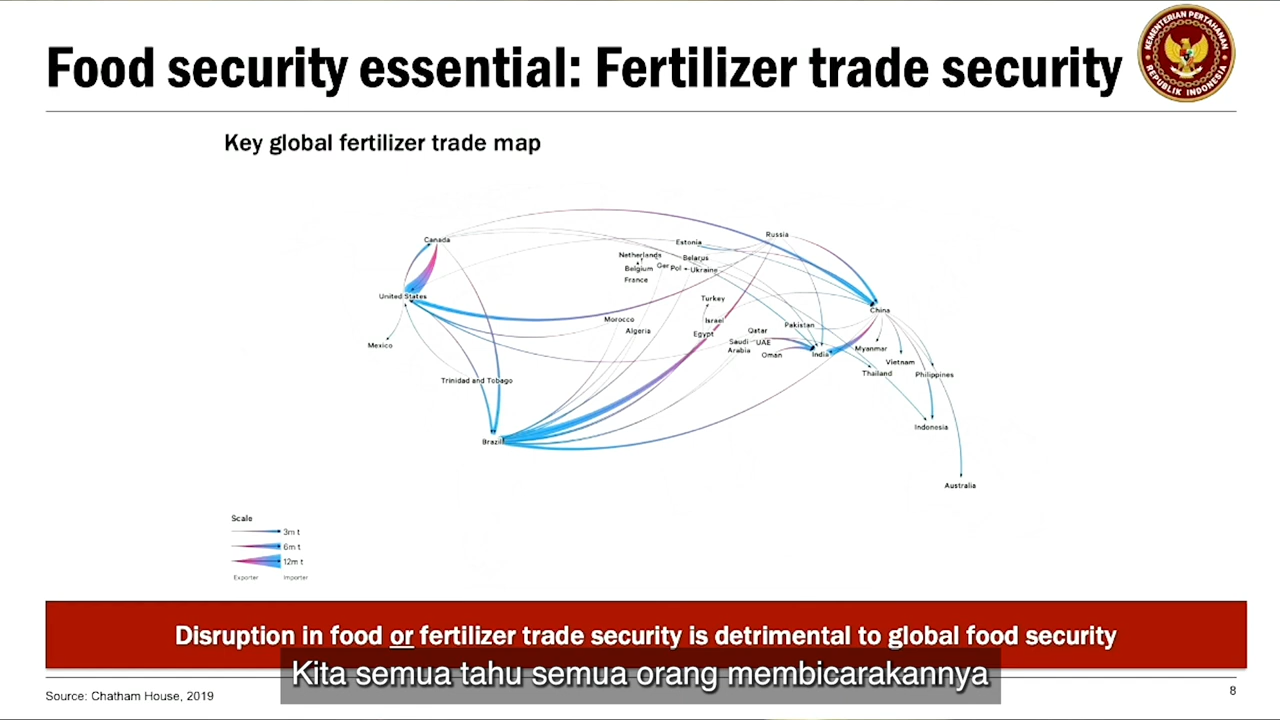 Food security essential: Fertilizer trade security
KEMENTERIAN PERTAHANAN
REPUBLIK INDONESIA
Key global fertilizer trade map
Canada
Russia
Estonia
Netherlands
Belarus
Belgium
Ger
Pol
Ukraine
France
United States
Turkey
China
Morocco
Israel
Algeria
Egypt
Qatar
Pakistan
Saudi
Arabia
UAE
Oman
India
Myanmar
Mexico
Vietnam
Thailand
Philippines
Trinidad and Tobago
Indonesia
Brazil
Australia
Scale
3m t
6m t
12m t
Exporter
Importer
Disruption in food or fertilizer trade security is detrimental to global food security
Kita semua tahu semua orang membicarakannya
Source: Chatham House, 2019
8